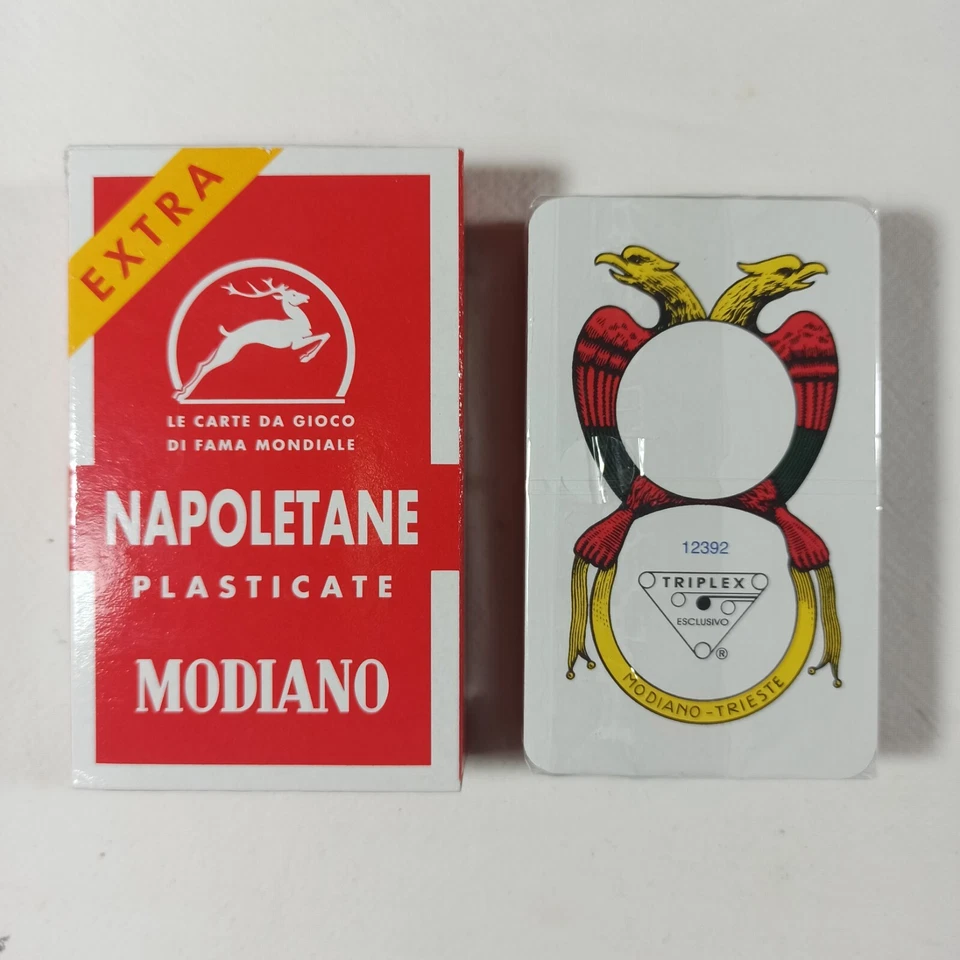 EXTRA
LE CARTE DA GIOCO
DI FAMA MONDIALE
NAPOLETANE
PLASTICATE
MODIANO
12392
TRIPLEX
ESCLUSIVO
®
MODIANO-TRIESTE